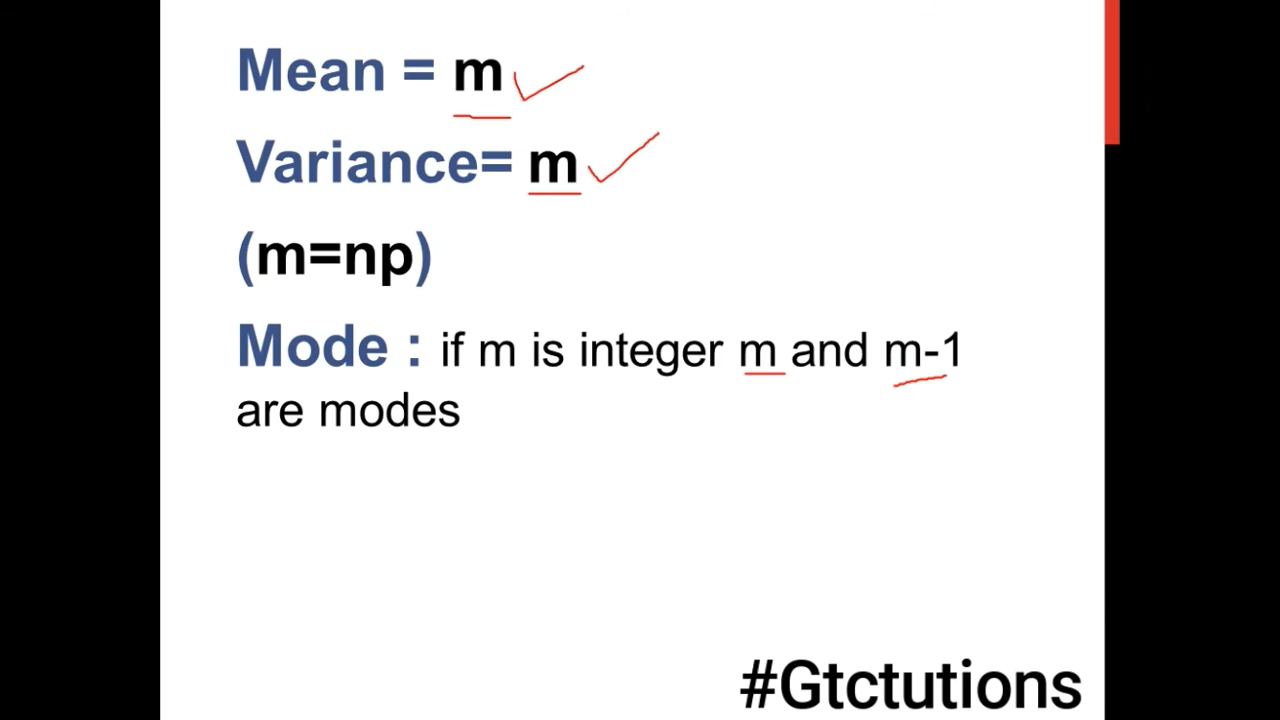 Mean = m
Variance= m
(m=np)
Mode : if m is integer m and m-1
are modes
#Gtctutions